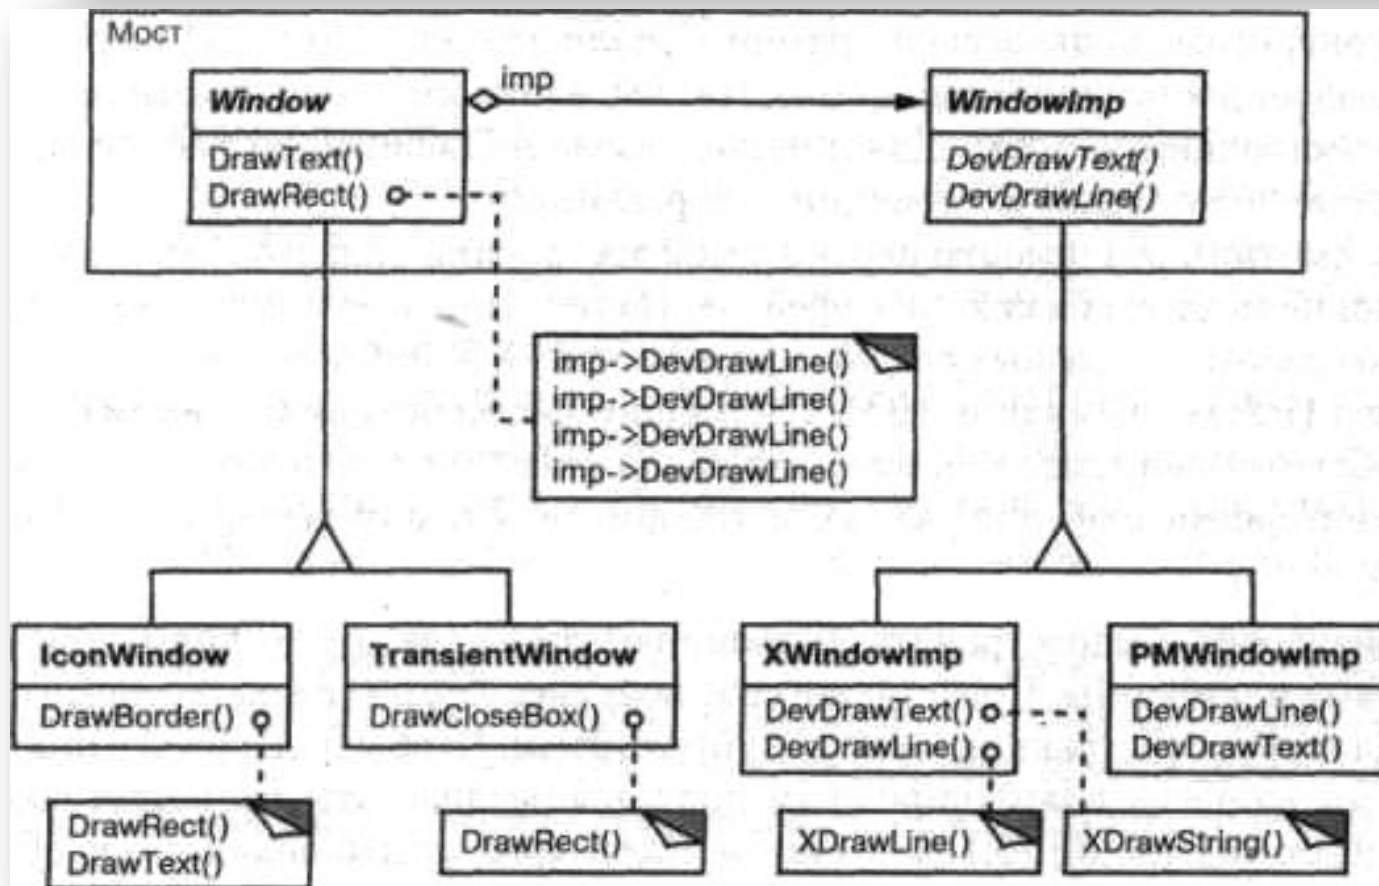 Мост
Window
imp
WindowImp
DrawText()
DrawRect()
DevDrawText()
DevDrawLine()
imp->DevDrawLine()
imp->DevDrawLine()
imp->DevDrawLine()
imp->DevDrawLine()
IconWindow
TransientWindow
XWindowImp
PMWindowImp
DrawBorder()
DrawCloseBox()
DevDrawText()
DevDrawLine()
DevDrawLine()
DevDrawText()
DrawRect()
DrawText()
DrawRect()
XDrawLine()
XDrawString()